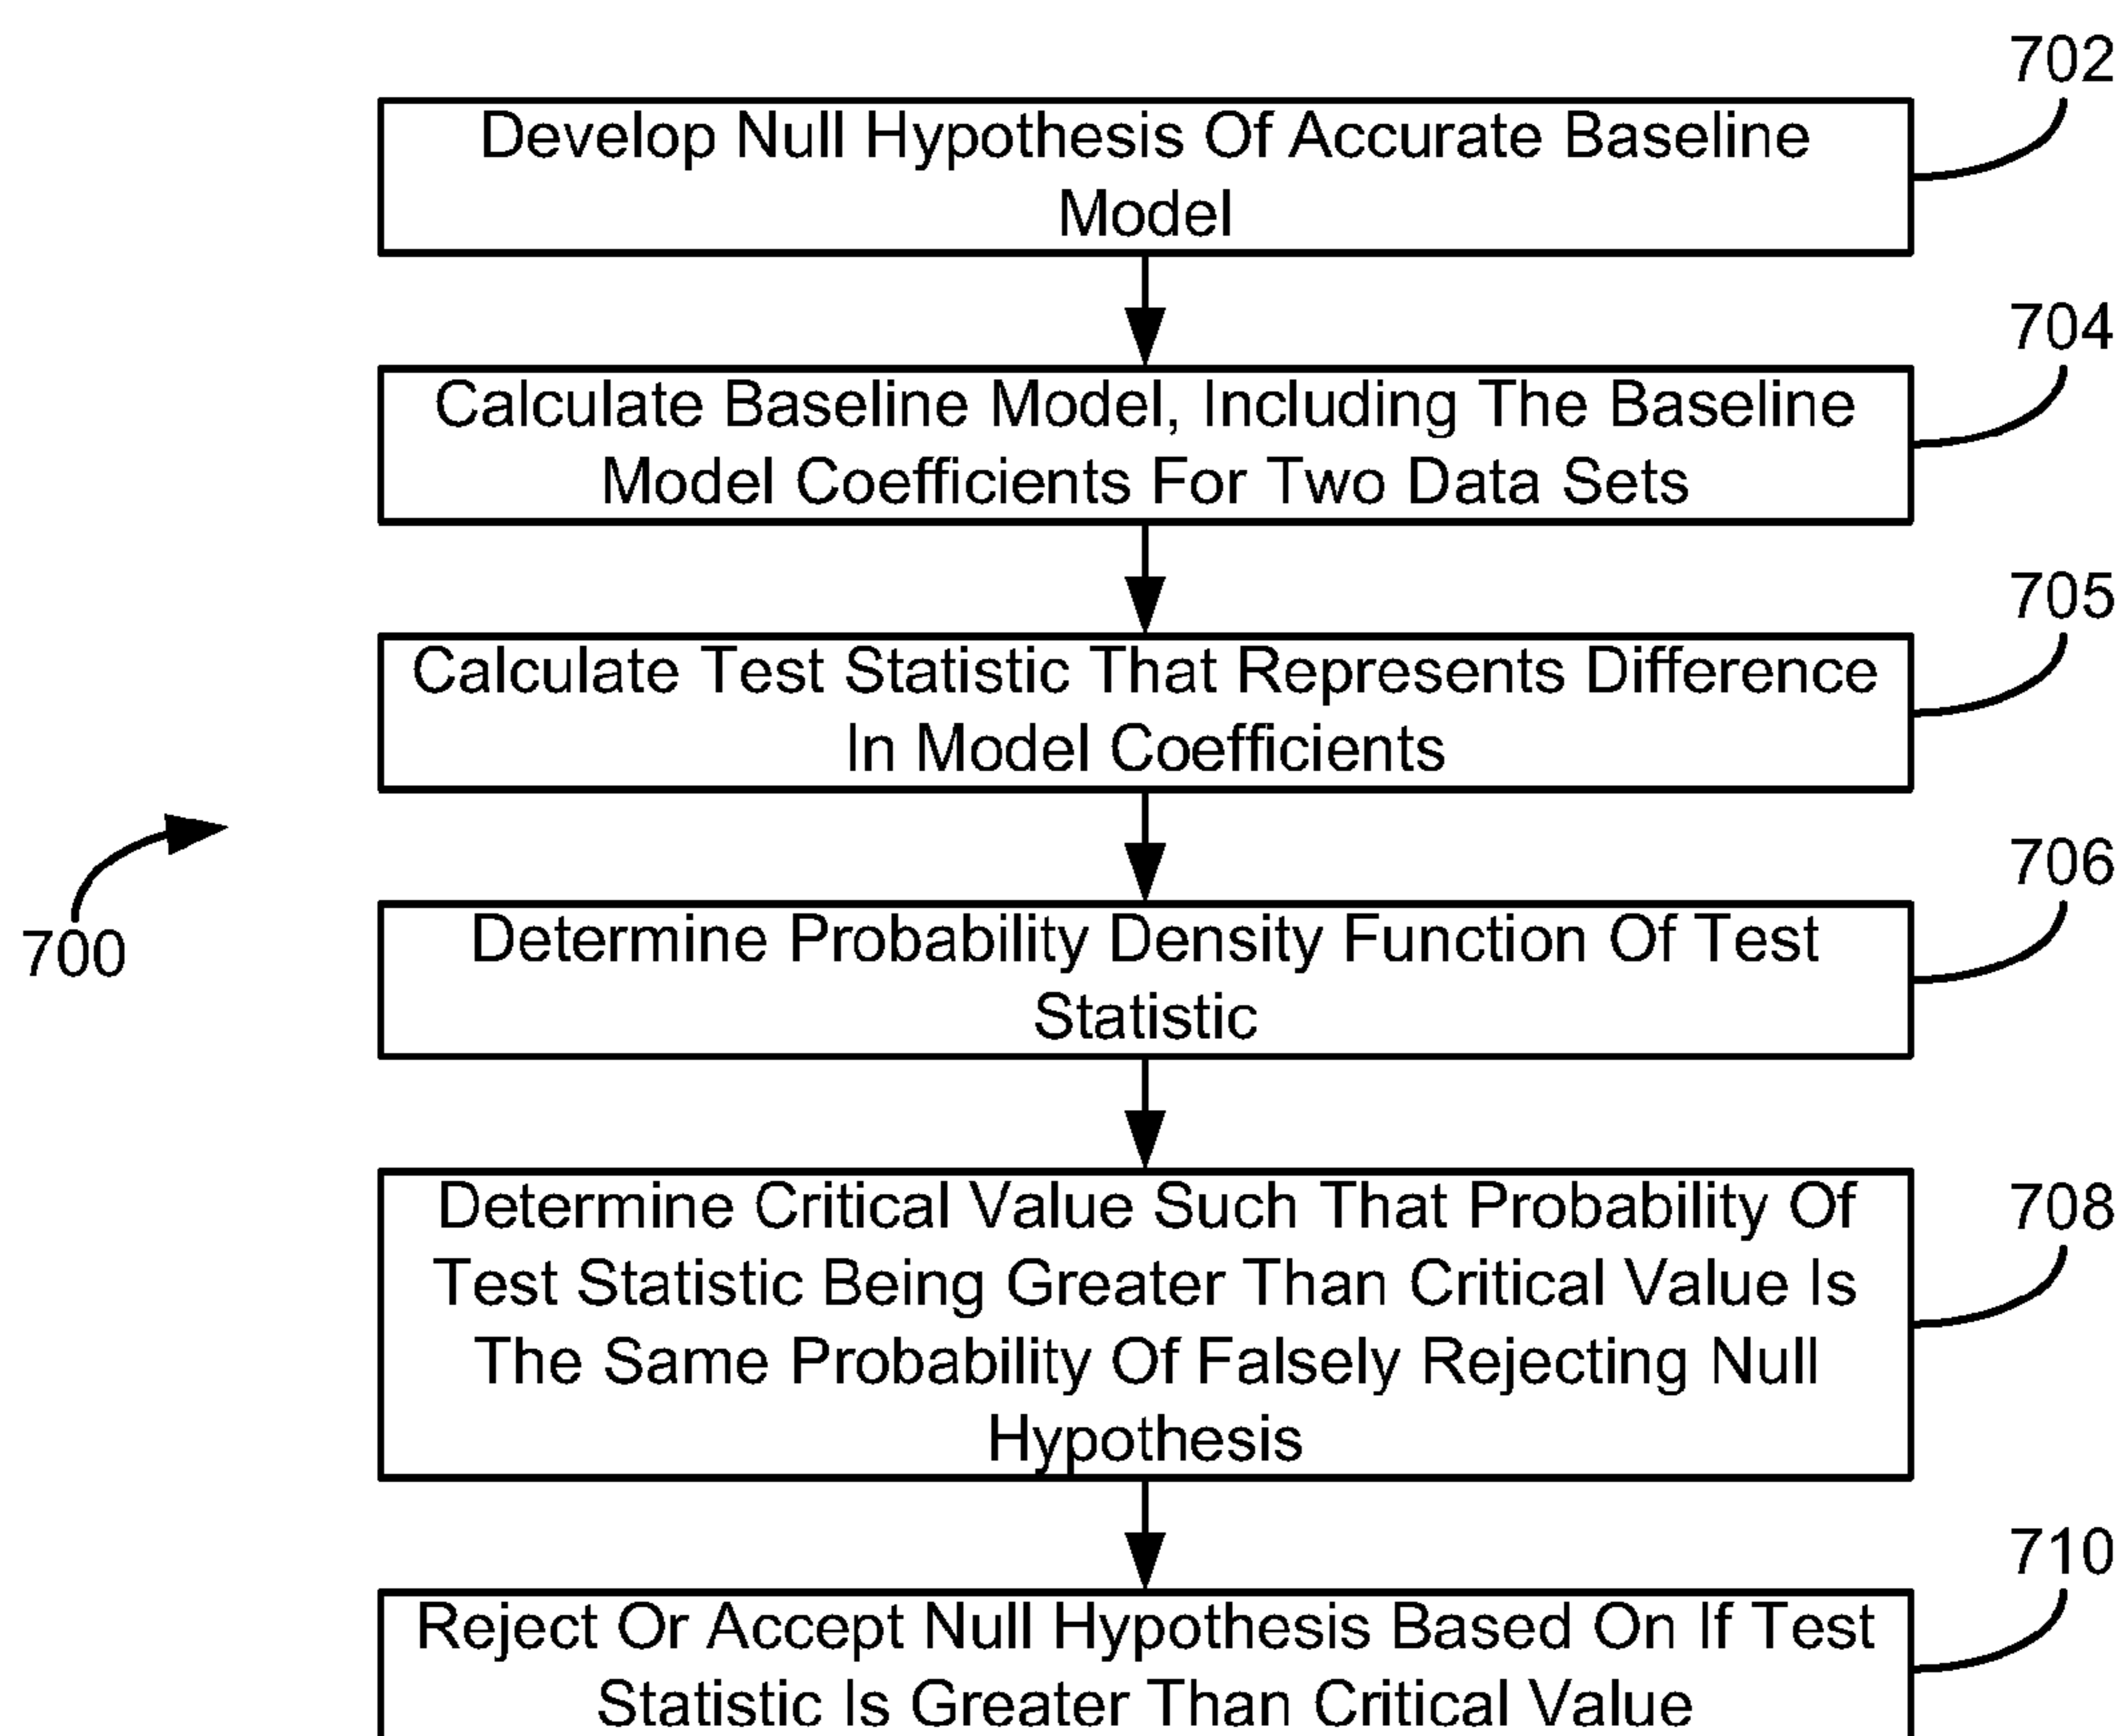 702
Develop Null Hypothesis Of Accurate Baseline
Model
704
Calculate Baseline Model, Including The Baseline
Model Coefficients For Two Data Sets
705
Calculate Test Statistic That Represents Difference
In Model Coefficients
700
706
Determine Probability Density Function Of Test
Statistic
708
Determine Critical Value Such That Probability Of
Test Statistic Being Greater Than Critical Value Is
The Same Probability Of Falsely Rejecting Null
Hypothesis
710
Reject Or Accept Null Hypothesis Based On If Test
Statistic Is Greater Than Critical Value